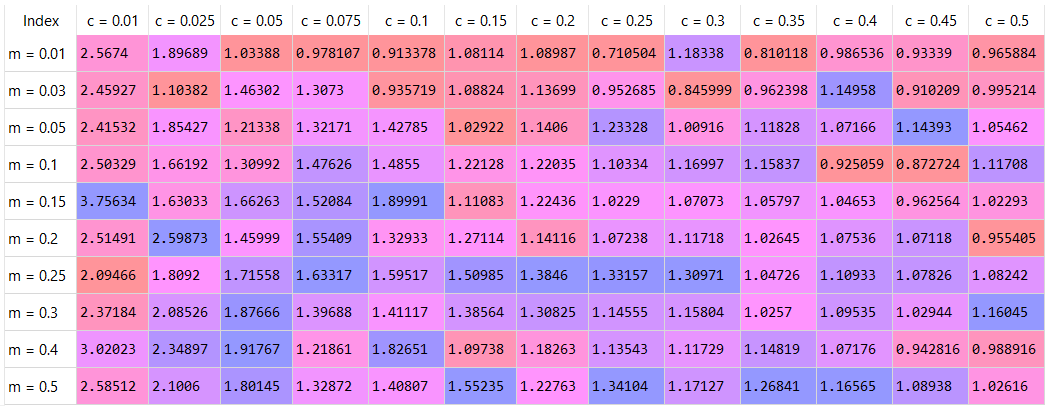 Index c = 0.01 c = 0.025 c = 0.05 c = 0.075 c = 0.1 c = 0.15 c = 0.2 c = 0.25 c = 0.3 c = 0.35 c = 0.4 c = 0.45 c = 0.5
m = 0.01 2.5674 1.89689 1.03388 0.978107 0.913378 1.08114 1.08987 0.710504 1.18338 0.810118 0.986536 0.93339 0.965884
m = 0.03 2.45927 1.10382 1.46302 1.3073 0.935719 1.08824 1.13699 0.952685 0.845999 0.962398 1.14958 0.910209 0.995214
m = 0.05 2.41532 1.85427 1.21338 1.32171 1.42785 1.02922 1.1406 1.23328 1.00916 1.11828 1.07166 1.14393 1.05462
m = 0.1 2.50329 1.66192 1.30992 1.47626 1.4855 1.22128 1.22035 1.10334 1.16997 1.15837 0.925059 0.872724 1.11708
m = 0.15 3.75634 1.63033 1.66263 1.52084 1.89991 1.11083 1.22436 1.0229 1.07073 1.05797 1.04653 0.962564 1.02293
m = 0.2 2.51491 2.59873 1.45999 1.55409 1.32933 1.27114 1.14116 1.07238 1.11718 1.02645 1.07536 1.07118 0.955405
m = 0.25 2.09466 1.8092 1.71558 1.63317 1.59517 1.50985 1.3846 1.33157 1.30971 1.04726 1.10933 1.07826 1.08242
m = 0.3 2.37184 2.08526 1.87666 1.39688 1.41117 1.38564 1.30825 1.14555 1.15804 1.0257 1.09535 1.02944 1.16045
m = 0.4 3.02023 2.34897 1.91767 1.21861 1.82651 1.09738 1.18263 1.13543 1.11729 1.14819 1.07176 0.942816 0.988916
m = 0.5 2.58512 2.1006 1.80145 1.32872 1.40807 1.55235 1.22763 1.34104 1.17127 1.26841 1.16565 1.08938 1.02616